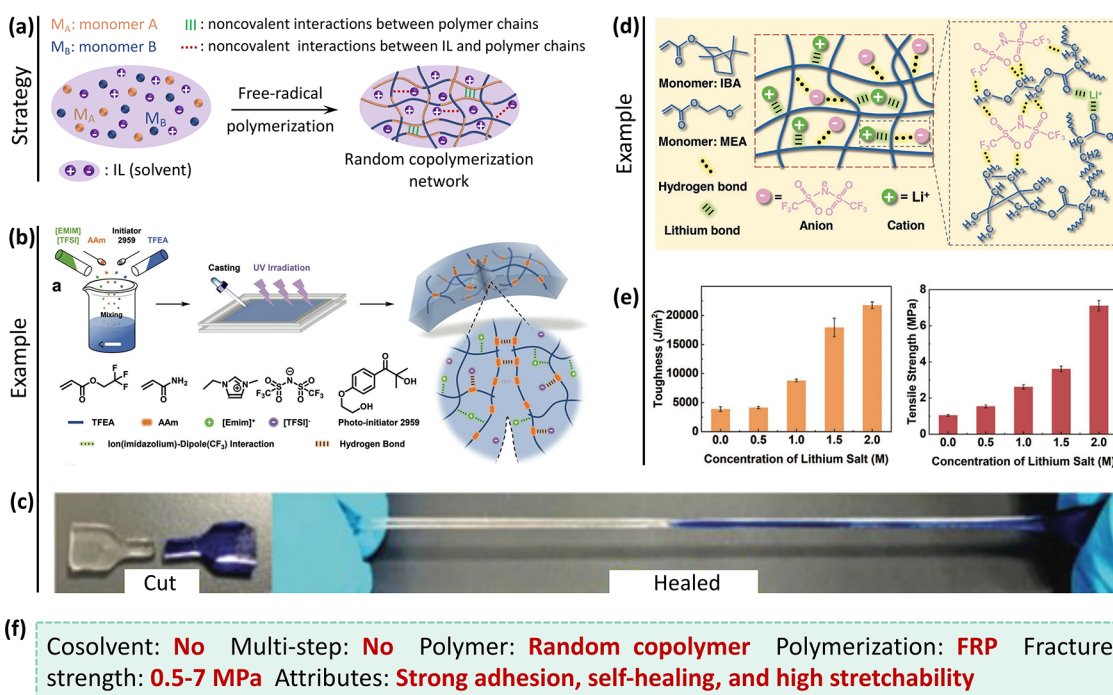 (a)
Strategy
M_A: monomer A
: noncovalent interactions between polymer chains
M_B: monomer B
: noncovalent interactions between IL and polymer chains
M_A
M_B
Free-radical
polymerization
: IL (solvent)
Random copolymerization
network
(b)
Example
[EMIM]
[TFSI]
AAm
Initiator
2959
TFEA
a
Mixing
Casting
UV Irradiation
TFEA
AAm
[Emim]⁺
[TFSI]⁻
Photo-initiator 2959
Ion(imidazolium)-Dipole(CF₃) Interaction
Hydrogen Bond
(c)
Cut
Healed
(d)
Example
Monomer: IBA
Monomer: MEA
Hydrogen bond
Lithium bond
Anion
= Li⁺
Cation
Li⁺
(e)
Toughness (J/m²)
20000
15000
10000
5000
0
0.0 0.5 1.0 1.5 2.0
Concentration of Lithium Salt (M)
Tensile Strength (MPa)
8
6
4
2
0
0.0 0.5 1.0 1.5 2.0
Concentration of Lithium Salt (M)
(f)
Cosolvent: No Multi-step: No Polymer: Random copolymer Polymerization: FRP Fracture
strength: 0.5-7 MPa Attributes: Strong adhesion, self-healing, and high stretchability